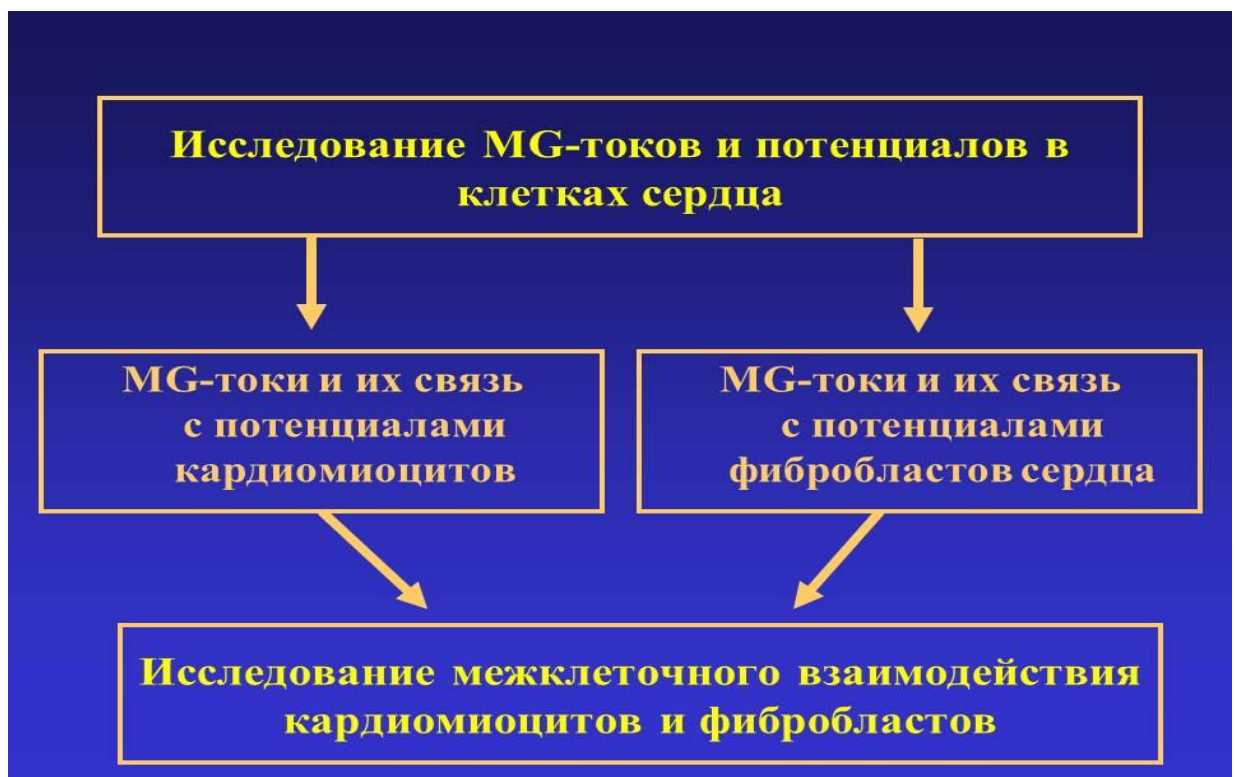 Исследование MG-токов и потенциалов в
клетках сердца
MG-токи и их связь
с потенциалами
кардиомиоцитов
MG-токи и их связь
с потенциалами
фибробластов сердца
Исследование межклеточного взаимодействия
кардиомиоцитов и фибробластов